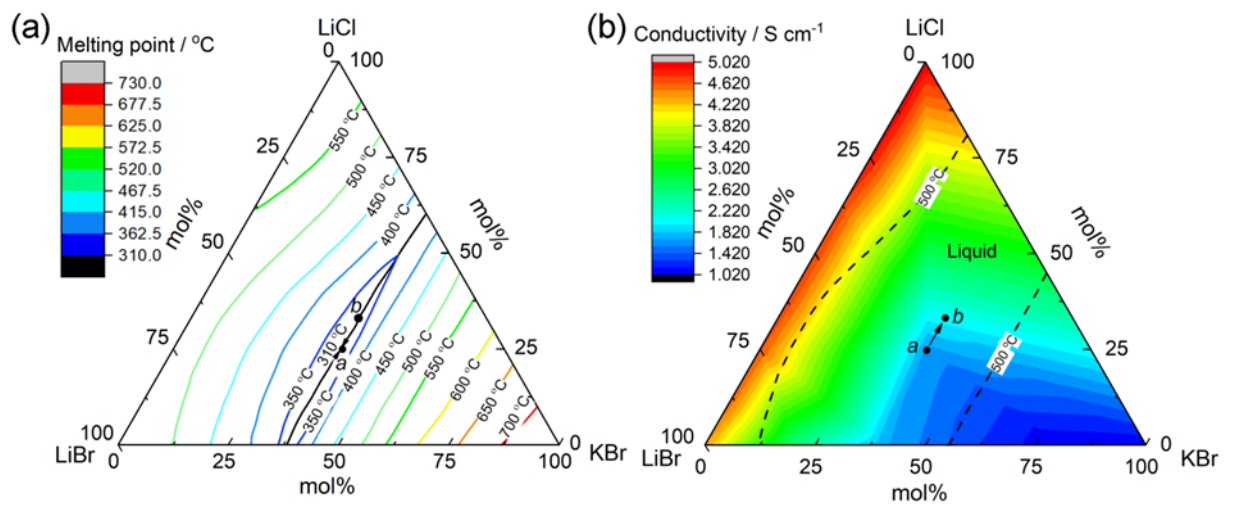 (a)
Melting point / °C
730.0
677.5
625.0
572.5
520.0
467.5
415.0
362.5
310.0
LiCl
0 100
25
75
mol%
mol%
50
50
75
25
100
0
LiBr
KBr
0 25 50 75 100
mol%
550 °C
500 °C
450 °C
400 °C
b
310 °C
a
350 °C
350 °C
400 °C
450 °C
500 °C
550 °C
600 °C
650 °C
700 °C
(b)
Conductivity / S cm-1
5.020
4.620
4.220
3.820
3.420
3.020
2.620
2.220
1.820
1.420
1.020
LiCl
0 100
25
75
mol%
mol%
50
50
75
25
100
0
LiBr
KBr
0 25 50 75 100
mol%
500 °C
Liquid
a
b
500 °C